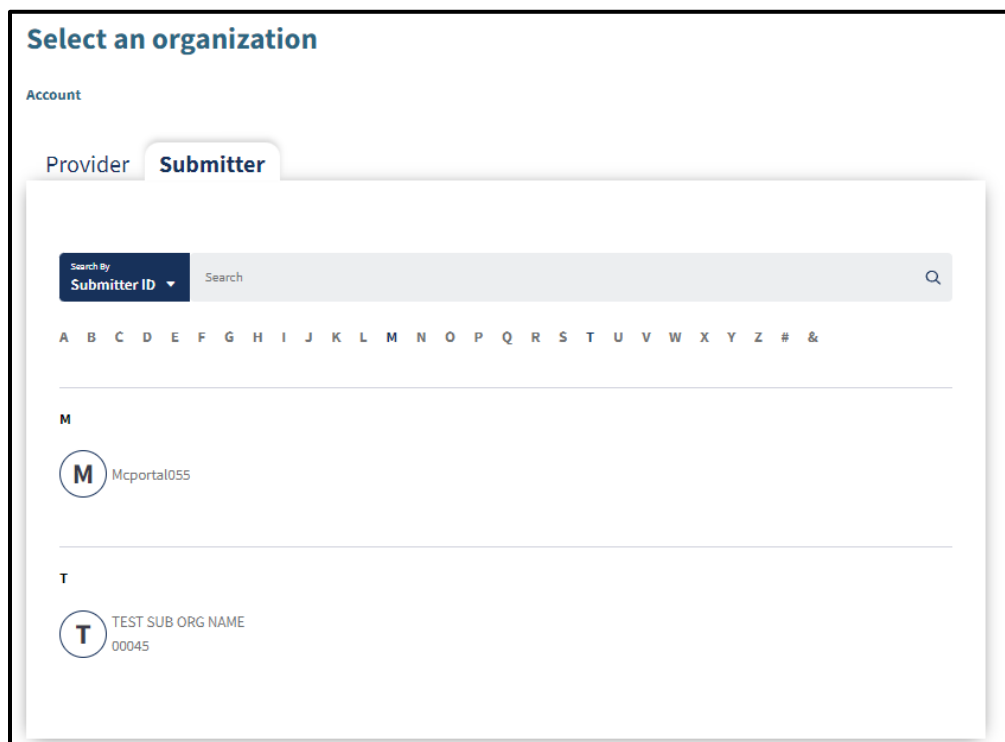 Select an organization
Account
Provider Submitter
Search By
Submitter ID Search
A B C D E F G H I J K L M N O P Q R S T U V W X Y Z # &
M
M Mcportal055
T
T TEST SUB ORG NAME
00045